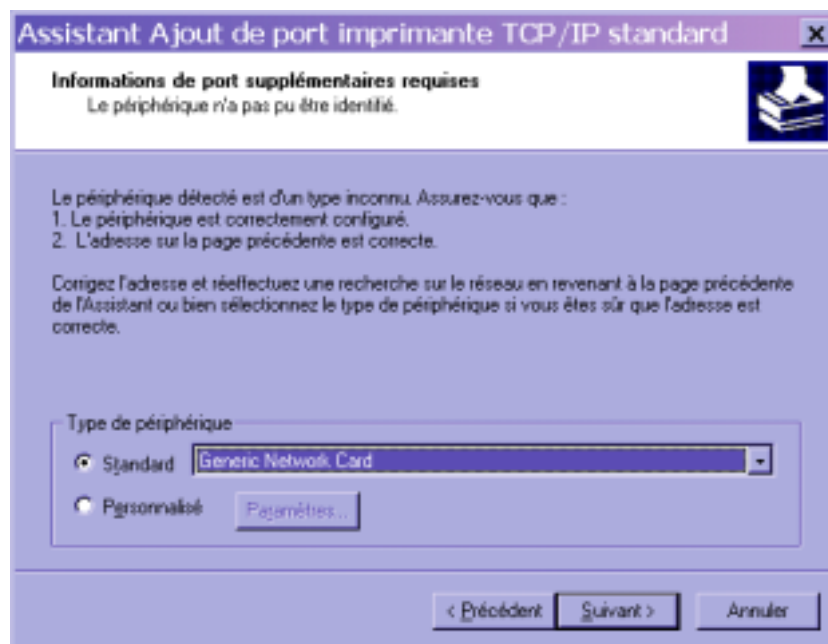 Assistant Ajout de port imprimante TCP/IP standard
Informations de port supplémentaires requises
Le périphérique n'a pas pu être identifié.
Le périphérique détecté est d'un type inconnu. Assurez-vous que :
1. Le périphérique est correctement configuré.
2. L'adresse sur la page précédente est correcte.
Corrigez l'adresse et réeffectuez une recherche sur le réseau en revenant à la page précédente
de l'Assistant ou bien sélectionnez le type de périphérique si vous êtes sûr que l'adresse est
correcte.
Type de périphérique
Standard Generic Network Card
Personnalisé Paramètres...
< Précédent Suivant > Annuler